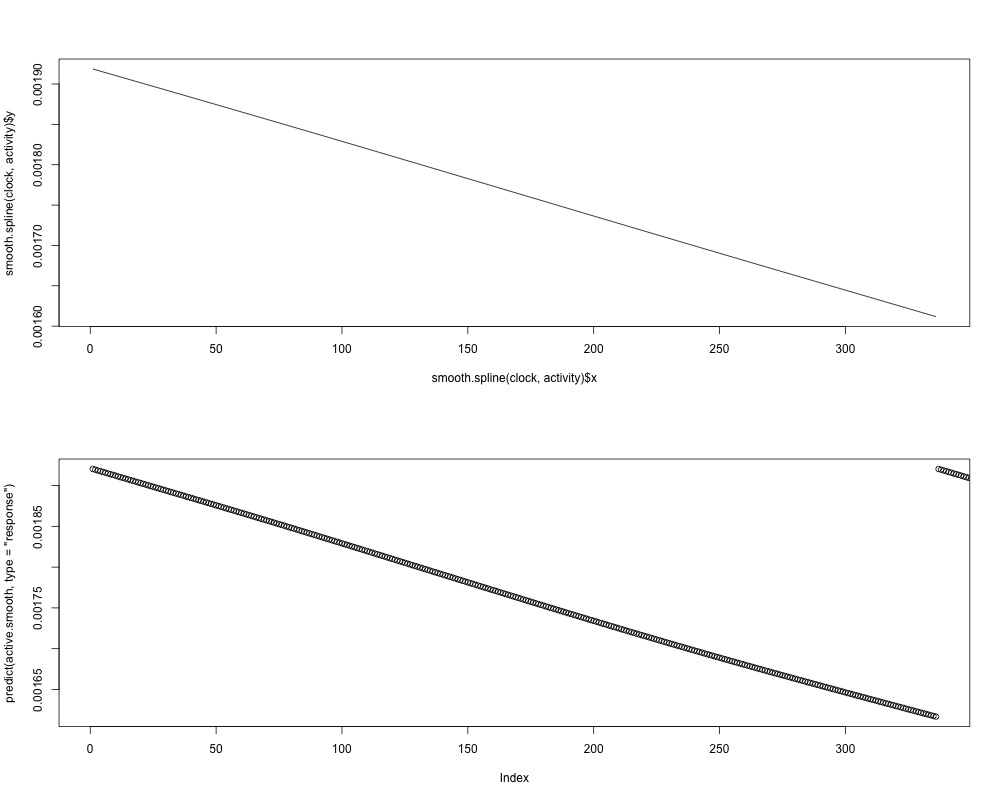 smooth.spline(clock, activity)$y
0.00190
0.00180
0.00170
0.00160
0 50 100 150 200 250 300
smooth.spline(clock, activity)$x
predict(active.smooth, type = "response")
0.00185
0.00175
0.00165
0 50 100 150 200 250 300
Index